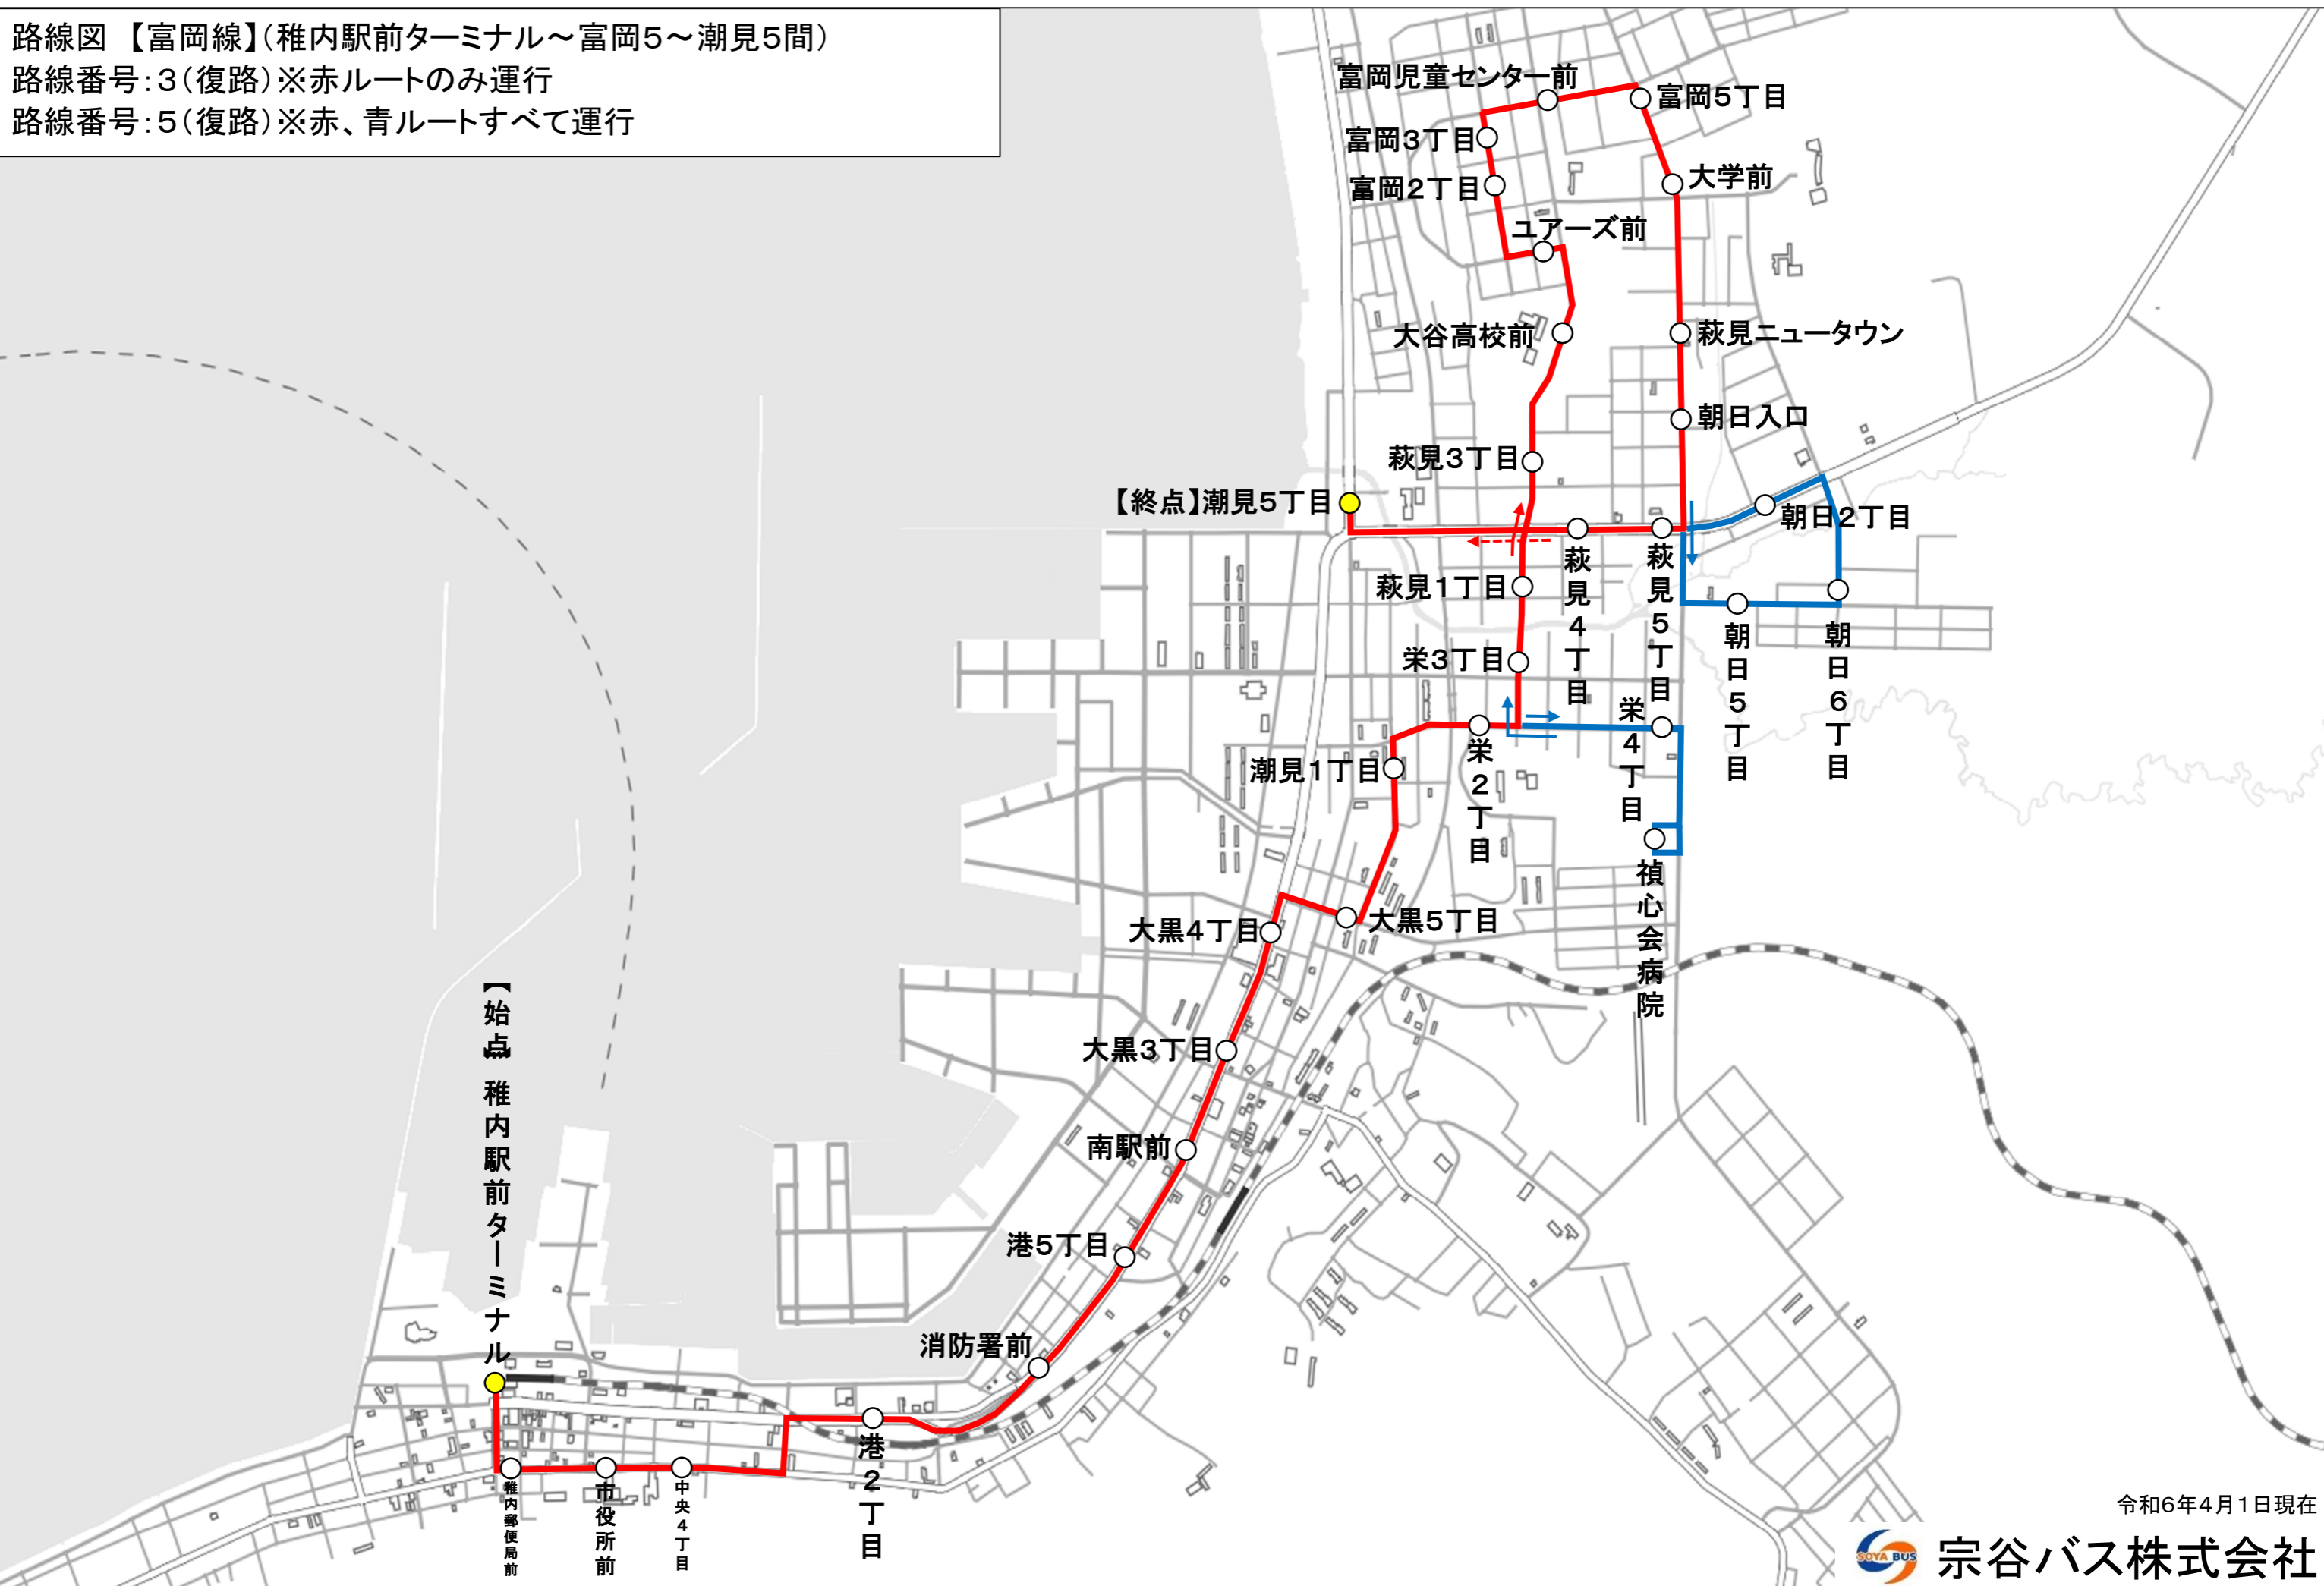 路線図 【富岡線】(稚内駅前ターミナル～富岡5～潮見5間)
路線番号:3(復路)※赤ルートのみ運行
路線番号:5(復路)※赤、青ルートすべて運行
富岡児童センター前
富岡5丁目
富岡3丁目
大学前
富岡2丁目
ユアーズ前
大谷高校前
萩見ニュータウン
朝日入口
萩見3丁目
【終点】潮見5丁目
朝日2丁目
萩見1丁目
萩見4丁目
萩見5丁目
朝日5丁目
朝日6丁目
栄3丁目
栄4丁目
栄2丁目
潮見1丁目
禎心会病院
大黒5丁目
大黒4丁目
大黒3丁目
南駅前
港5丁目
消防署前
【始点】 稚内駅前ターミナル
港2丁目
稚内郵便局前
市役所前
中央4丁目
令和6年4月1日現在
SOYA BUS
宗谷バス株式会社